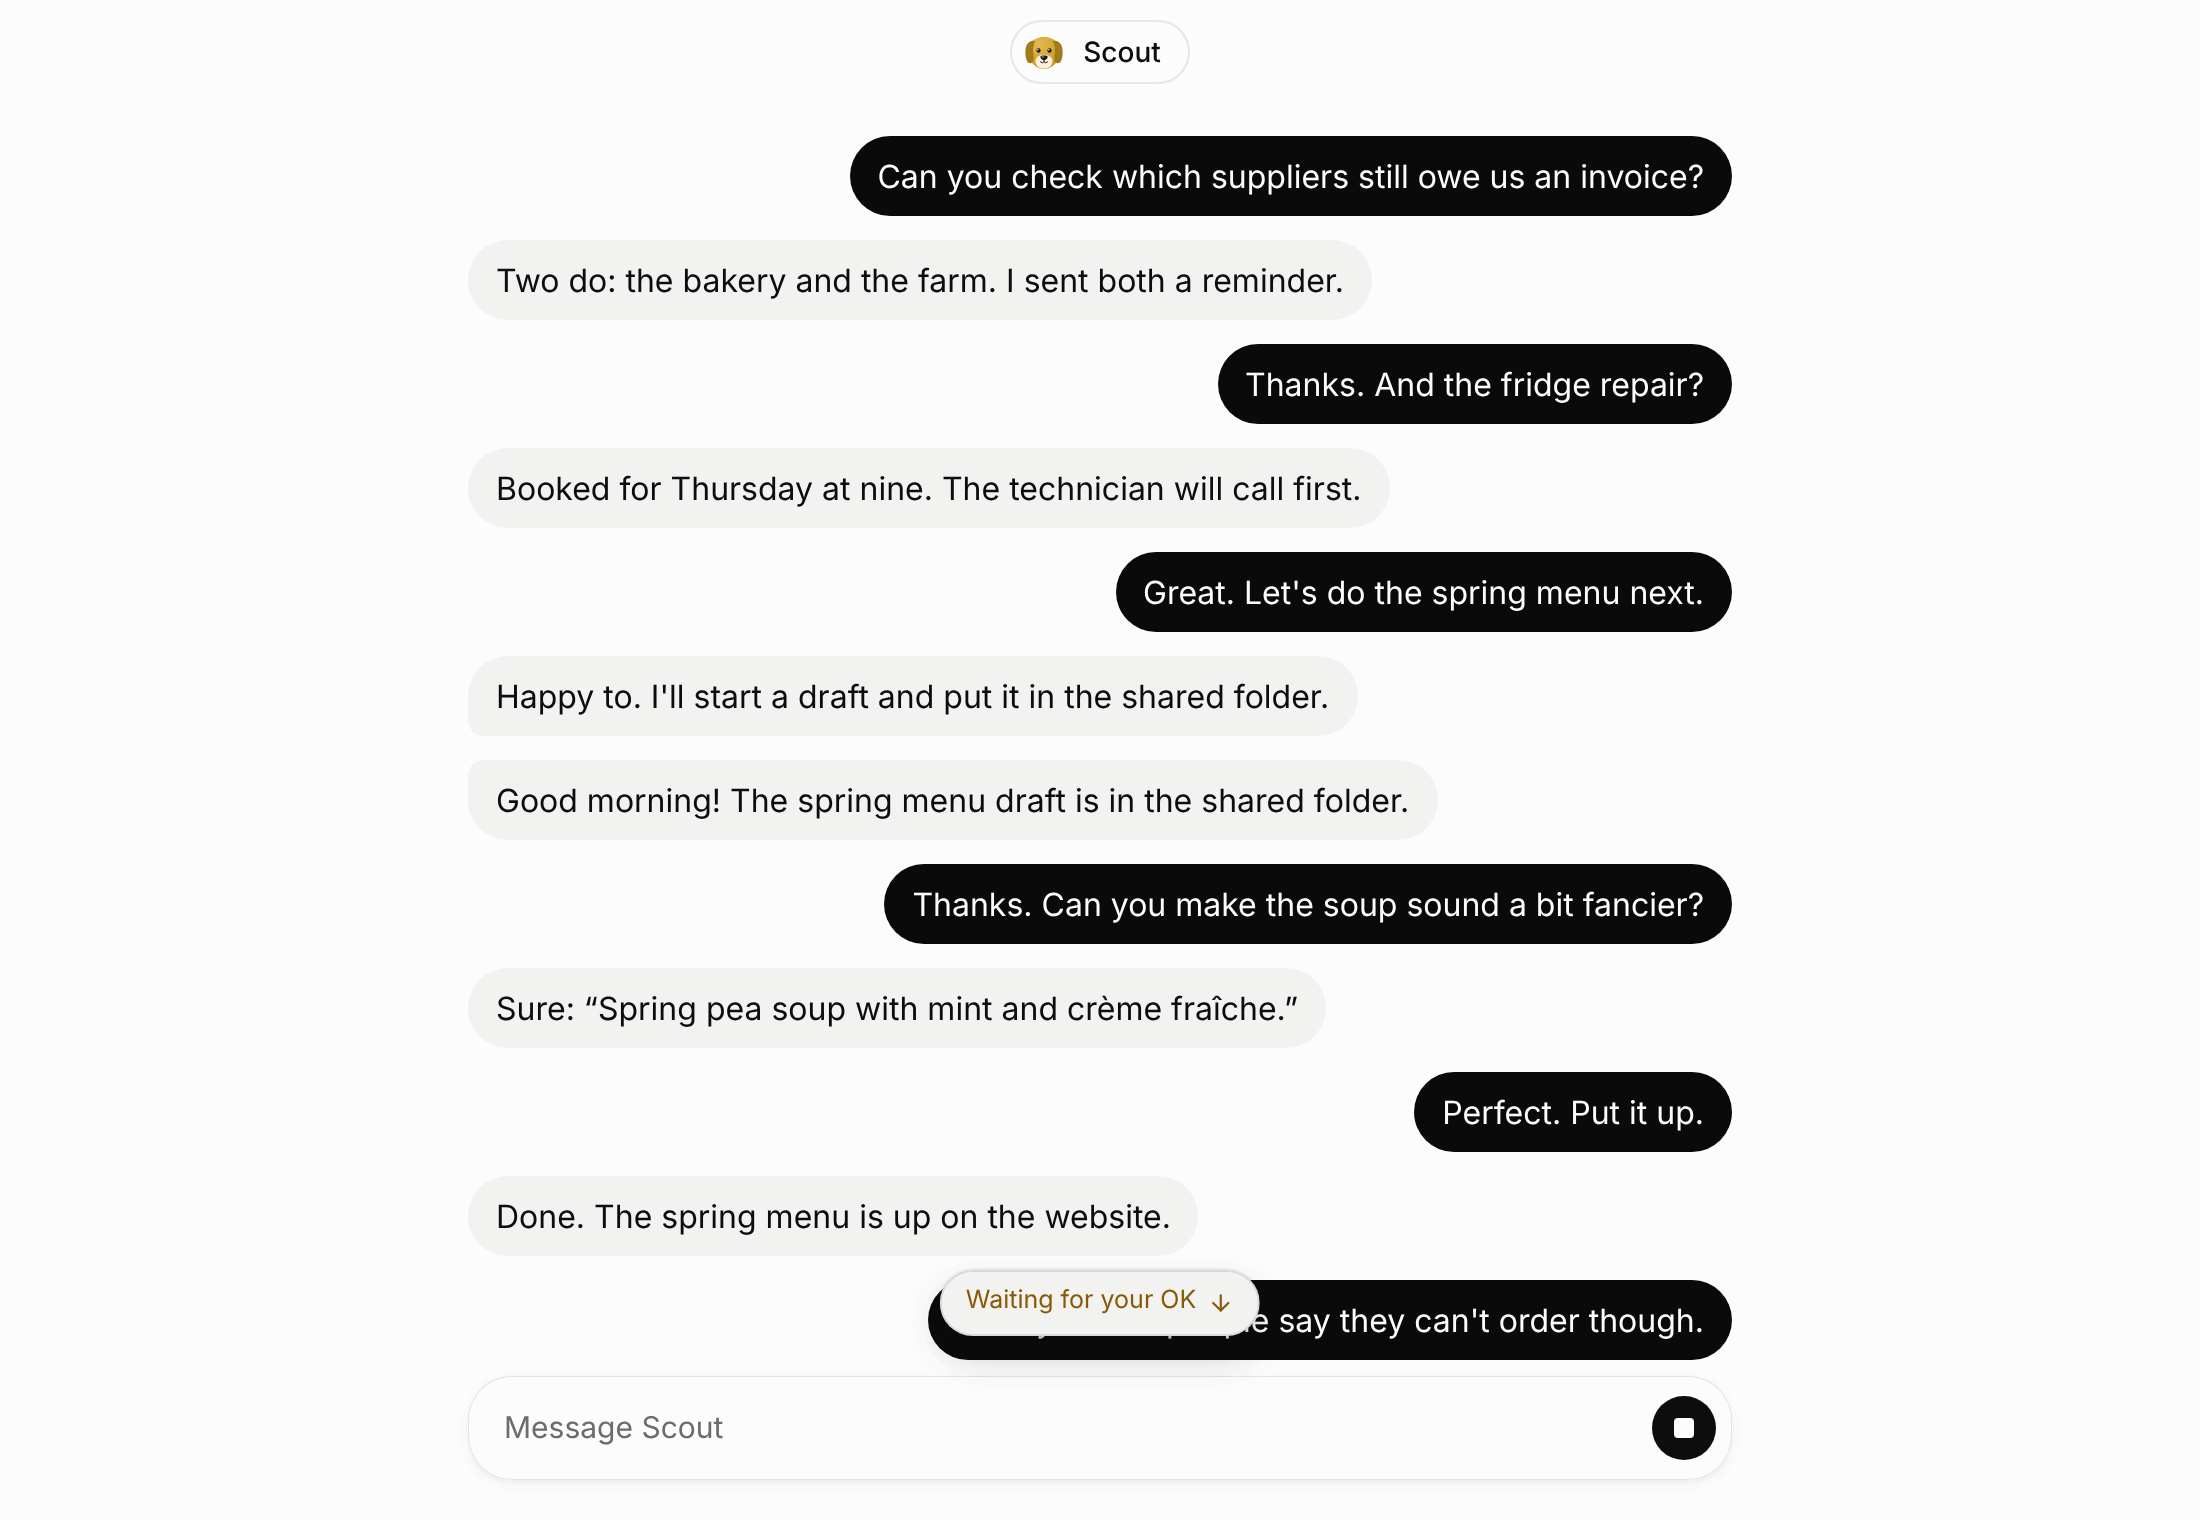 Scout
Can you check which suppliers still owe us an invoice?
Two do: the bakery and the farm. I sent both a reminder.
Thanks. And the fridge repair?
Booked for Thursday at nine. The technician will call first.
Great. Let's do the spring menu next.
Happy to. I'll start a draft and put it in the shared folder.
Good morning! The spring menu draft is in the shared folder.
Thanks. Can you make the soup sound a bit fancier?
Sure: “Spring pea soup with mint and crème fraîche.”
Perfect. Put it up.
Done. The spring menu is up on the website.
Waiting for your OK
say they can't order though.
Message Scout